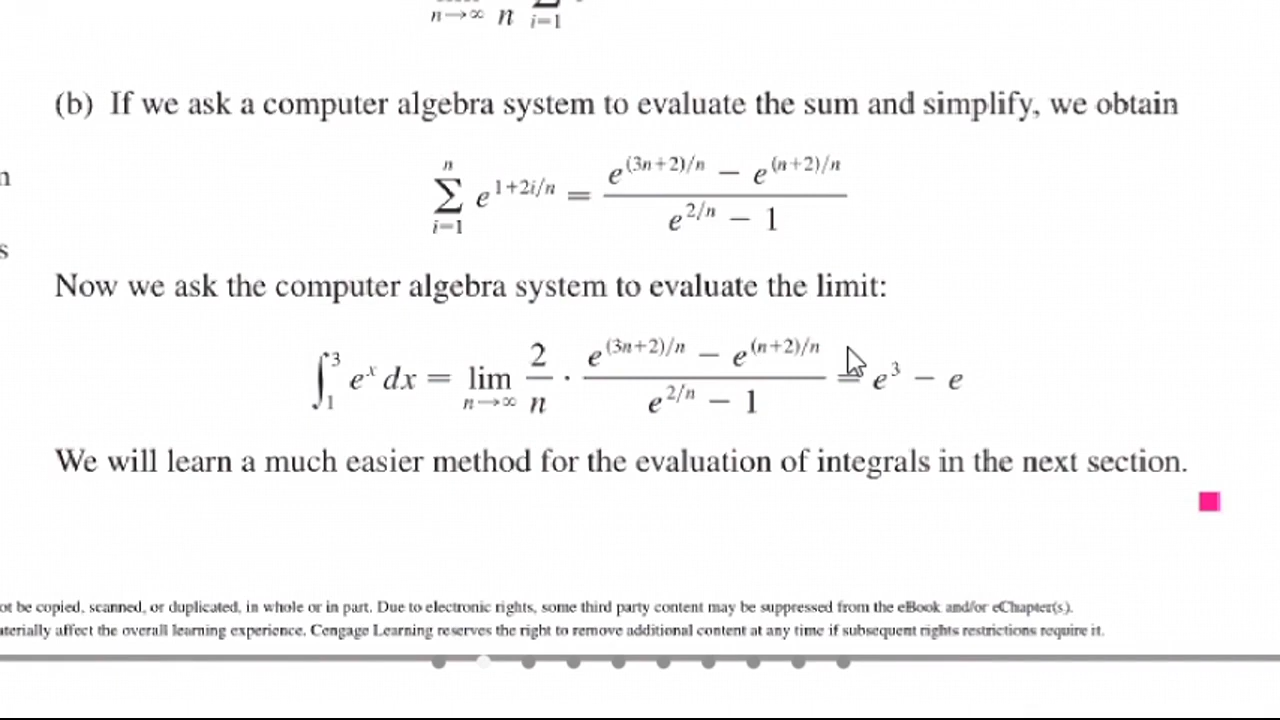 n→∞ n i=1
(b) If we ask a computer algebra system to evaluate the sum and simplify, we obtain
n
∑_{i=1}^{n} e^{1+2i/n} = (e^{(3n+2)/n} − e^{(n+2)/n}) / (e^{2/n} − 1)
s
Now we ask the computer algebra system to evaluate the limit:
∫_1^3 e^x dx = lim_{n→∞} 2/n · (e^{(3n+2)/n} − e^{(n+2)/n}) / (e^{2/n} − 1) = e^3 − e
We will learn a much easier method for the evaluation of integrals in the next section.
ot be copied, scanned, or duplicated, in whole or in part. Due to electronic rights, some third party content may be suppressed from the eBook and/or eChapter(s).
aterially affect the overall learning experience. Cengage Learning reserves the right to remove additional content at any time if subsequent rights restrictions require it.